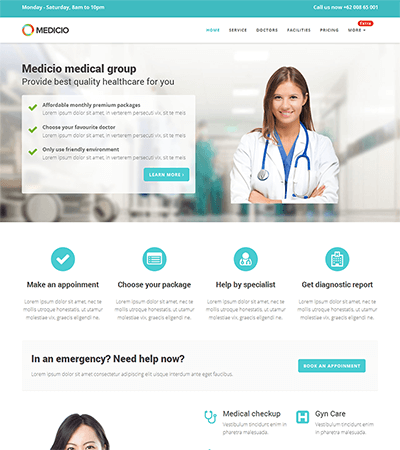 Monday - Saturday, 8am to 10pm
Call us now +62 008 65 001
MEDICIO
HOME SERVICE DOCTORS FACILITIES PRICING MORE
Extra
Medicio medical group
Provide best quality healthcare for you
Affordable monthly premium packages
Lorem ipsum dolor sit amet, in verterem persecuti vix, sit te meis
Choose your favourite doctor
Lorem ipsum dolor sit amet, in verterem persecuti vix, sit te meis
Only use friendly environment
Lorem ipsum dolor sit amet, in verterem persecuti vix, sit te meis
LEARN MORE ›
Make an appoinment
Lorem ipsum dolor sit amet, nec te mollis utroque honestatis, ut utamur molestiae vix, graecis eligendi ne.
Choose your package
Lorem ipsum dolor sit amet, nec te mollis utroque honestatis, ut utamur molestiae vix, graecis eligendi ne.
Help by specialist
Lorem ipsum dolor sit amet, nec te mollis utroque honestatis, ut utamur molestiae vix, graecis eligendi ne.
Get diagnostic report
Lorem ipsum dolor sit amet, nec te mollis utroque honestatis, ut utamur molestiae vix, graecis eligendi ne.
In an emergency? Need help now?
Lorem ipsum dolor sit amet, consectetur adipisicing elit. Uisque interdum ante eget faucibus.
BOOK AN APPOINMENT
Medical checkup
Vestibulum tincidunt enim in pharetra malesuada.
Gyn Care
Vestibulum tincidunt enim in pharetra malesuada.